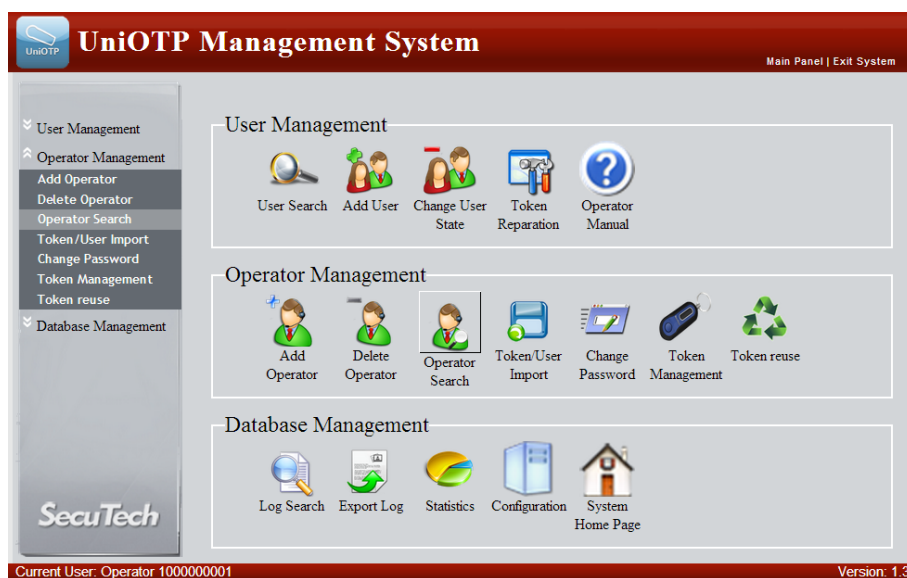 UniOTP
UniOTP Management System
Main Panel | Exit System
User Management
Operator Management
Add Operator
Delete Operator
Operator Search
Token/User Import
Change Password
Token Management
Token reuse
Database Management
SecuTech
User Management
User Search
Add User
Change User
State
Token
Reparation
Operator
Manual
Operator Management
Add
Operator
Delete
Operator
Operator
Search
Token/User
Import
Change
Password
Token
Management
Token reuse
Database Management
Log Search
Export Log
Statistics
Configuration
System
Home Page
Current User: Operator 1000000001
Version: 1.3